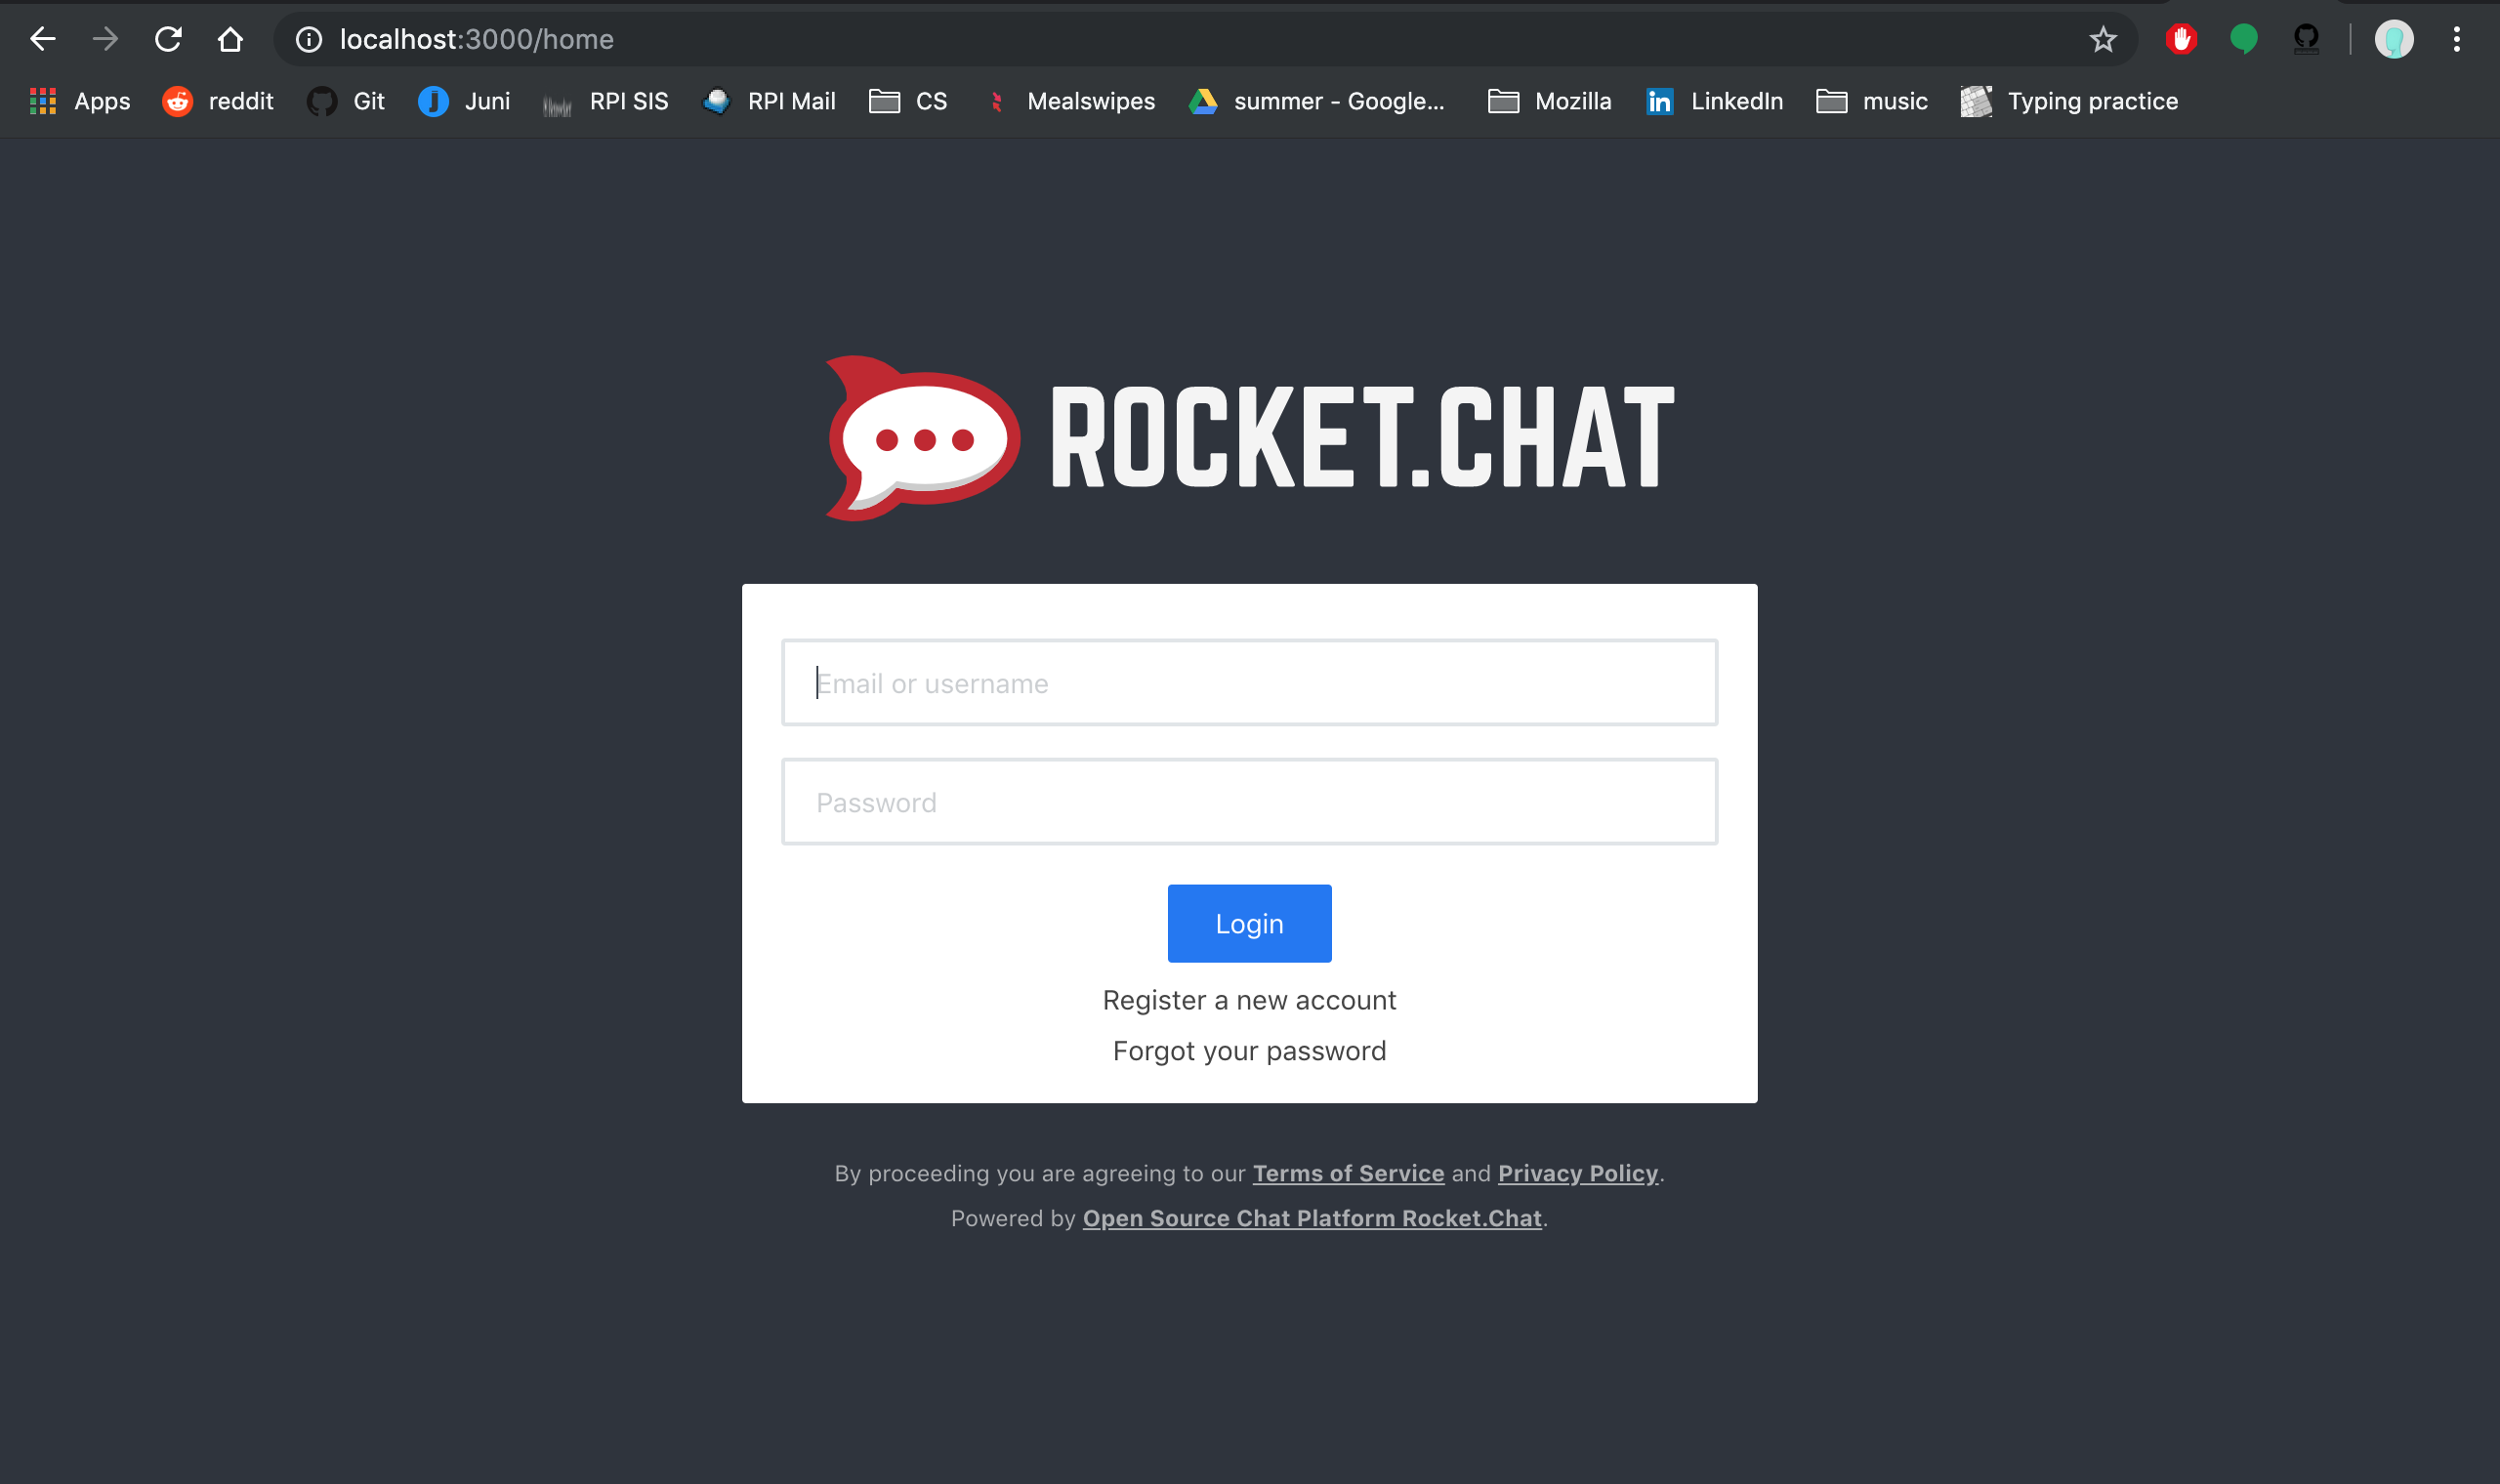 localhost:3000/home
Apps reddit Git Juni RPI SIS RPI Mail CS Mealswipes summer - Google... Mozilla LinkedIn music Typing practice
ROCKET.CHAT
Email or username
Password
Login
Register a new account
Forgot your password
By proceeding you are agreeing to our Terms of Service and Privacy Policy.
Powered by Open Source Chat Platform Rocket.Chat.